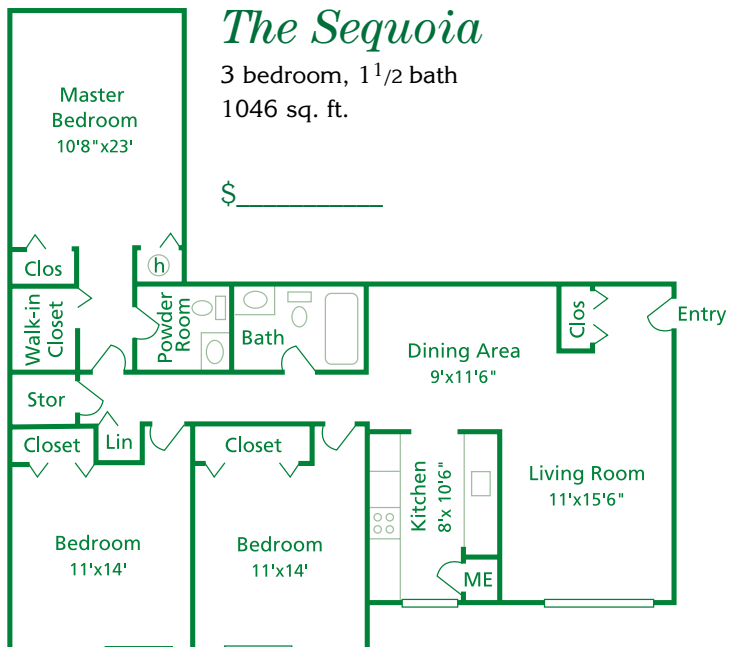 The Sequoia
3 bedroom, 1 1/2 bath
1046 sq. ft.
$___________
Master
Bedroom
10'8"x23'
Clos
h
Walk-in
Closet
Powder
Room
Bath
Clos
Entry
Dining Area
9'x11'6"
Stor
Closet
Lin
Closet
Kitchen
8'x 10'6"
Living Room
11'x15'6"
Bedroom
11'x14'
Bedroom
11'x14'
ME